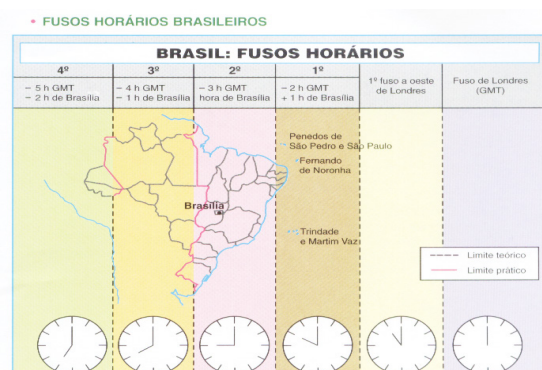 • FUSOS HORÁRIOS BRASILEIROS
BRASIL: FUSOS HORÁRIOS
4º
3º
2º
1º
1º fuso a oeste
de Londres
Fuso de Londres
(GMT)
– 5 h GMT
– 2 h de Brasília
– 4 h GMT
– 1 h de Brasília
– 3 h GMT
hora de Brasília
– 2 h GMT
+ 1 h de Brasília
Penedos de
São Pedro e São Paulo
Fernando
de Noronha
Brasília
Trindade
e Martim Vaz
Limite teórico
Limite prático